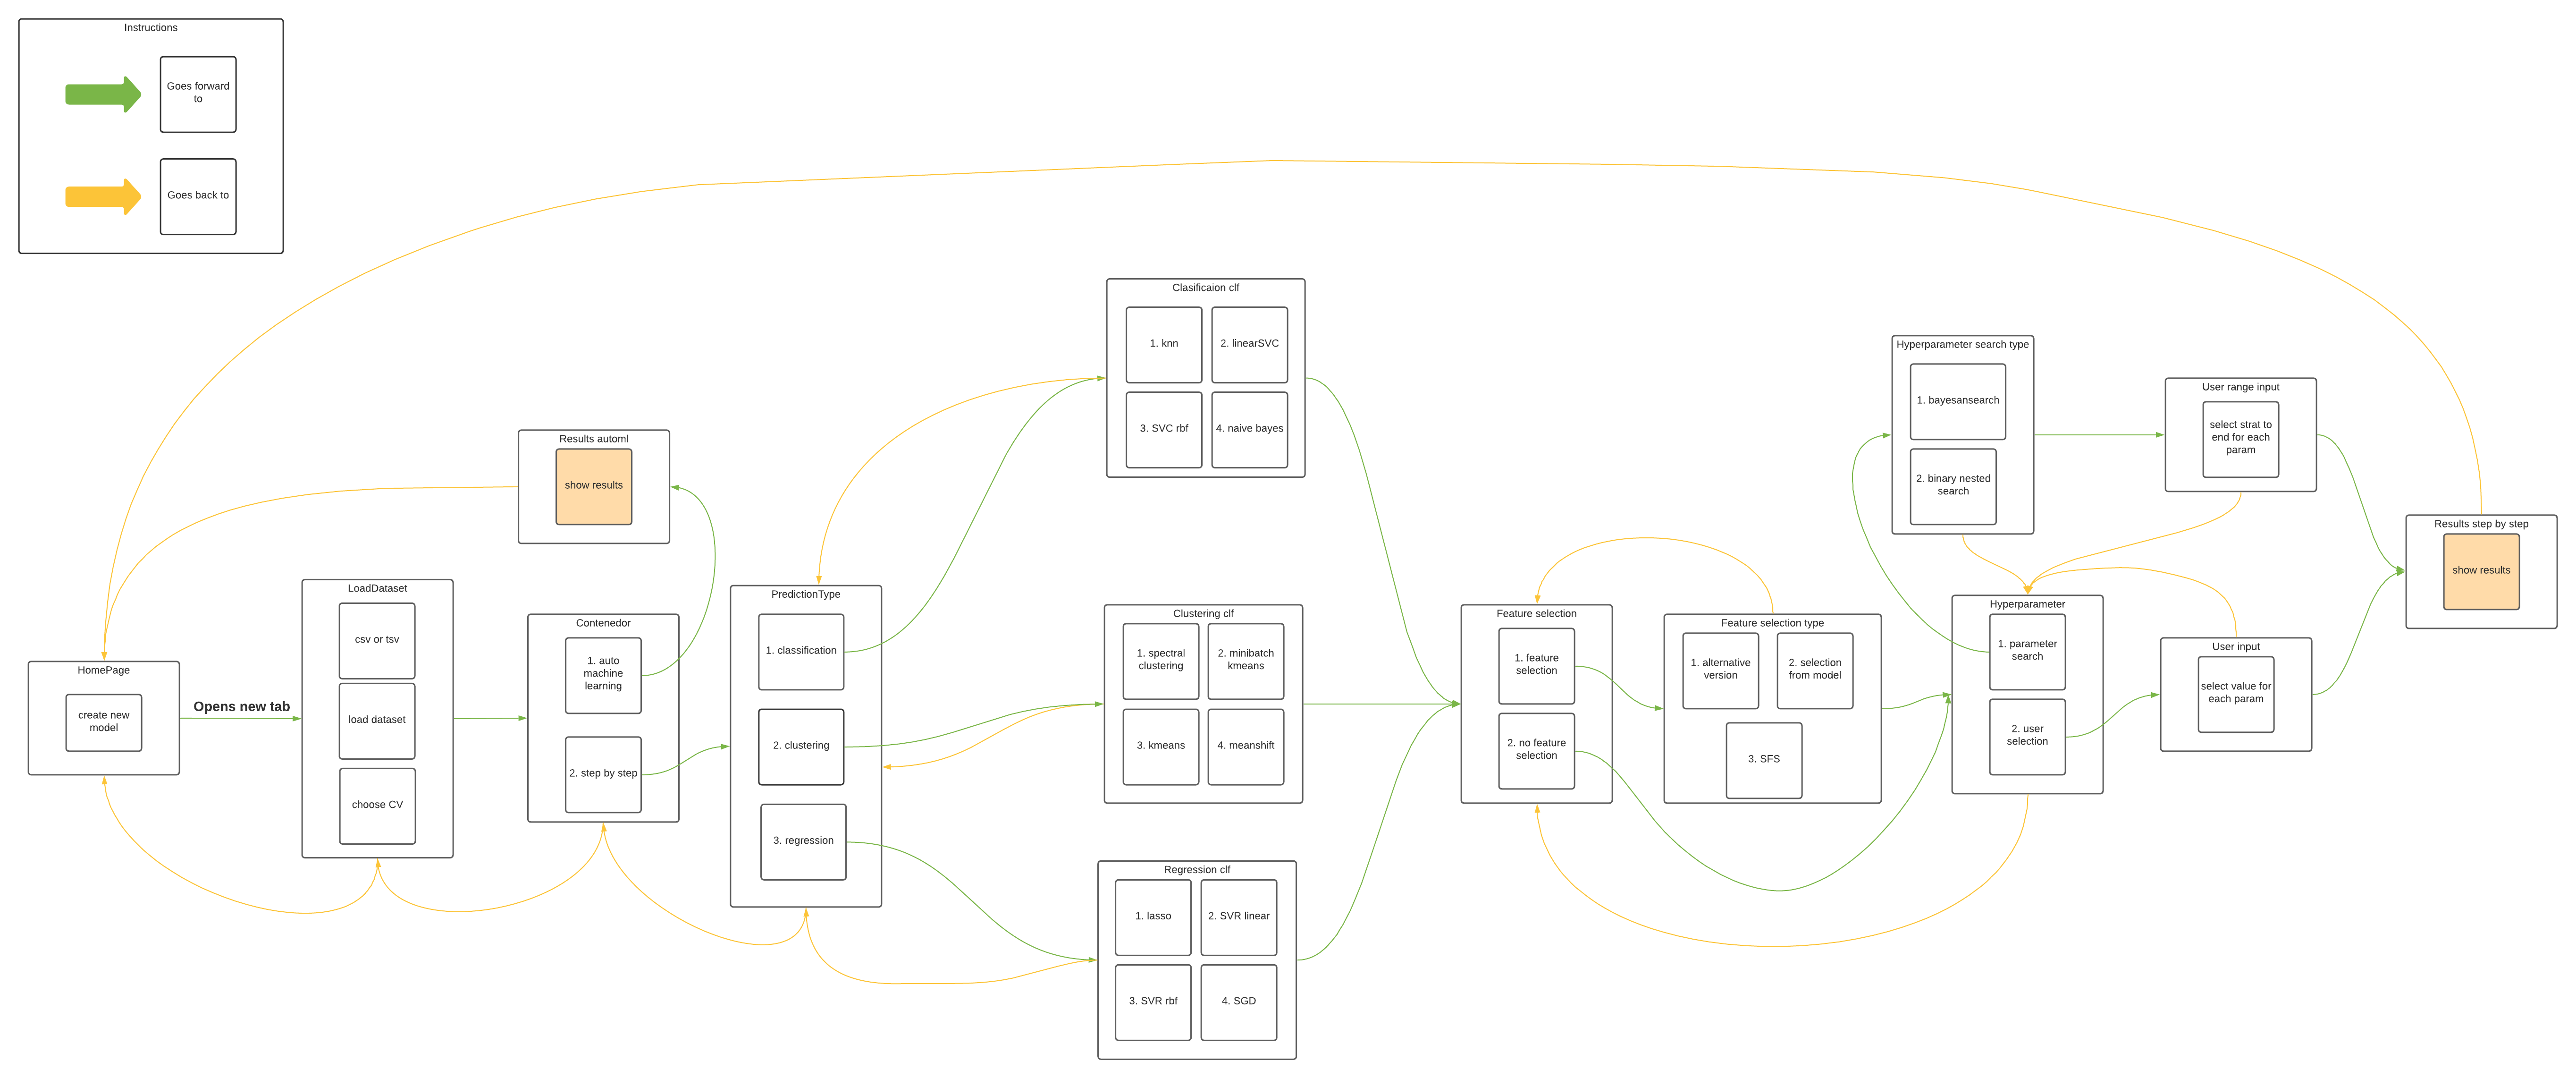 Instructions
Goes forward
to
Goes back to
HomePage
create new
model
Opens new tab
LoadDataset
csv or tsv
load dataset
choose CV
Results automl
show results
Contenedor
1. auto
machine
learning
2. step by step
PredictionType
1. classification
2. clustering
3. regression
Clasificaion clf
1. knn
2. linearSVC
3. SVC rbf
4. naive bayes
Clustering clf
1. spectral
clustering
2. minibatch
kmeans
3. kmeans
4. meanshift
Regression clf
1. lasso
2. SVR linear
3. SVR rbf
4. SGD
Feature selection
1. feature
selection
2. no feature
selection
Feature selection type
1. alternative
version
2. selection
from model
3. SFS
Hyperparameter search type
1. bayesansearch
2. binary nested
search
Hyperparameter
1. parameter
search
2. user
selection
User range input
select strat to
end for each
param
User input
select value for
each param
Results step by step
show results